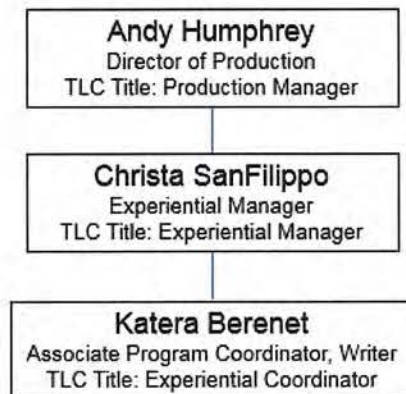 Andy Humphrey
Director of Production
TLC Title: Production Manager
Christa SanFilippo
Experiential Manager
TLC Title: Experiential Manager
Katera Berenet
Associate Program Coordinator, Writer
TLC Title: Experiential Coordinator